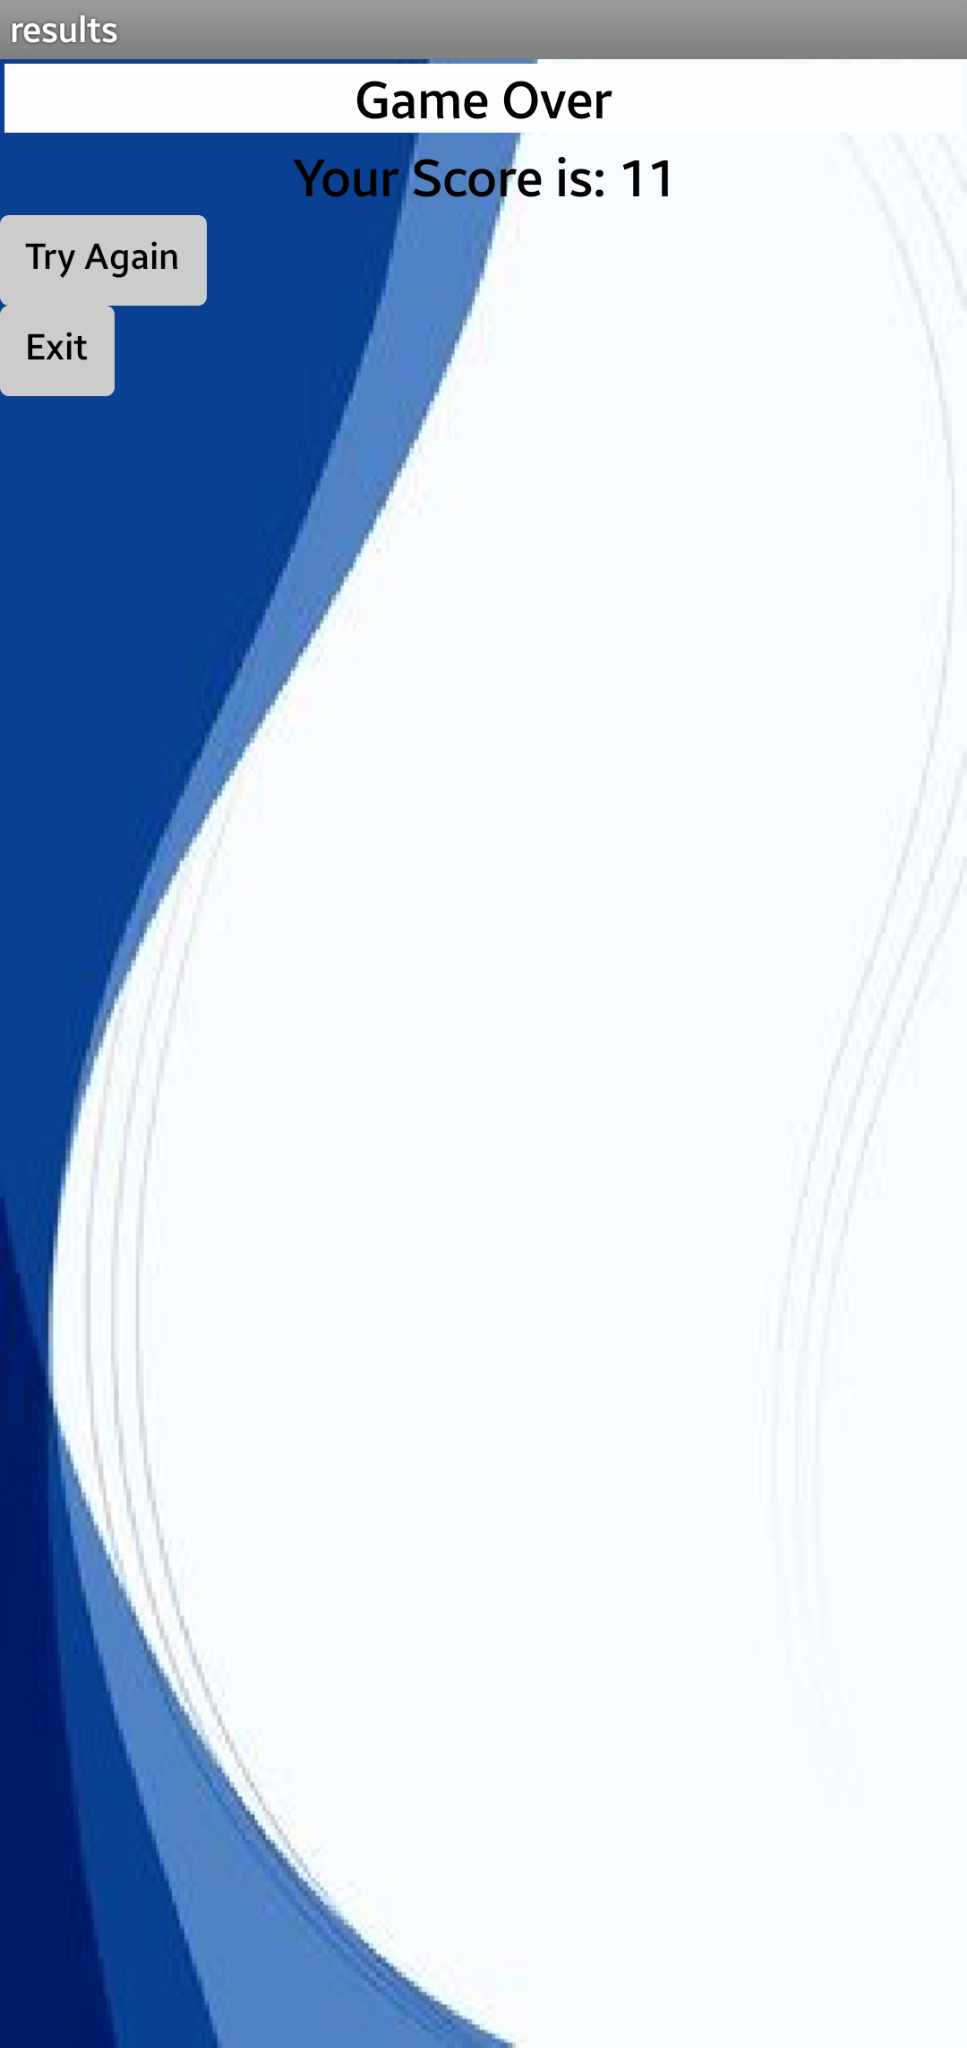 results
Game Over
Your Score is: 11
Try Again
Exit